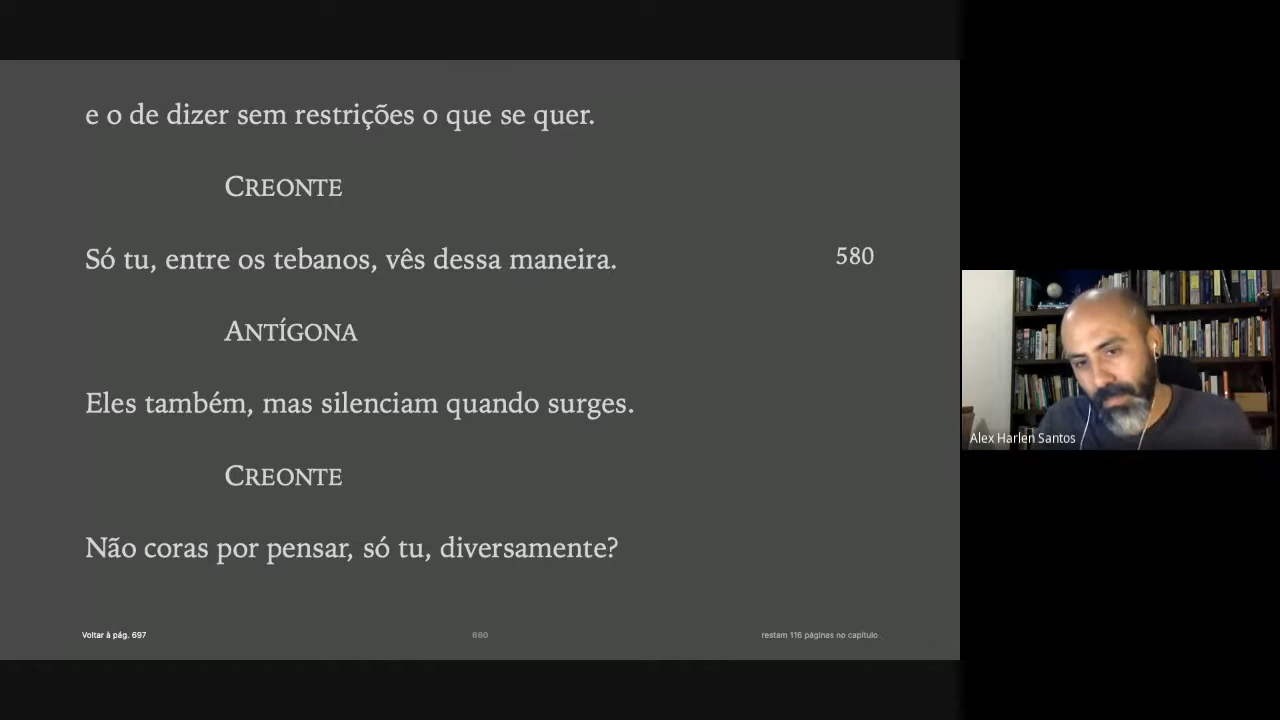 e o de dizer sem restrições o que se quer.
CREONTE
Só tu, entre os tebanos, vês dessa maneira. 580
ANTÍGONA
Eles também, mas silenciam quando surges.
CREONTE
Não coras por pensar, só tu, diversamente?
Voltar à pág. 697 680 restam 116 páginas no capítulo
Alex Harlen Santos